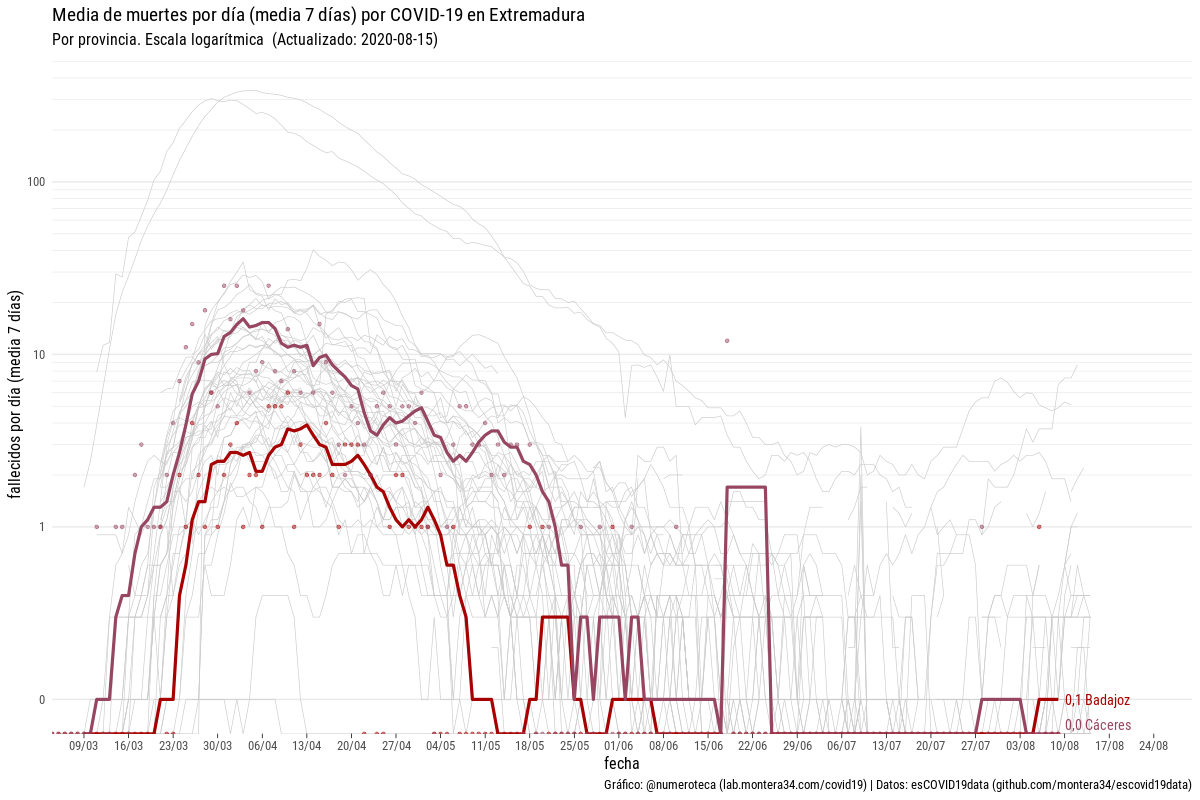 Media de muertes por día (media 7 días) por COVID-19 en Extremadura
Por provincia. Escala logarítmica  (Actualizado: 2020-08-15)
fallecidos por día (media  7 días)
100
10
1
0
0,1 Badajoz
0,0 Cáceres
09/03 16/03 23/03 30/03 06/04 13/04 20/04 27/04 04/05 11/05 18/05 25/05 01/06 08/06 15/06 22/06 29/06 06/07 13/07 20/07 27/07 03/08 10/08 17/08 24/08
fecha
Gráfico: @numeroteca (lab.montera34.com/covid19) | Datos: esCOVID19data (github.com/montera34/escovid19data)